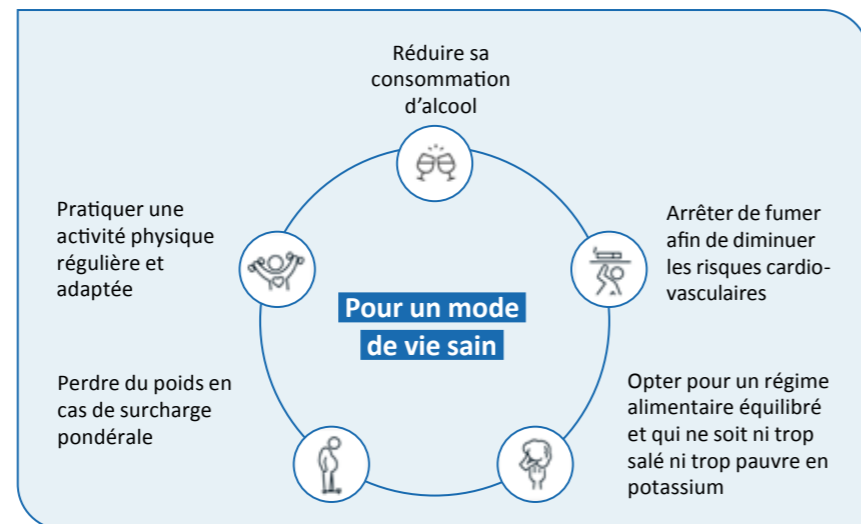 Réduire sa
consommation
d'alcool
Pratiquer une
activité physique
régulière et
adaptée
Arrêter de fumer
afin de diminuer
les risques cardio-
vasculaires
Pour un mode
de vie sain
Perdre du poids en
cas de surcharge
pondérale
Opter pour un régime
alimentaire équilibré
et qui ne soit ni trop
salé ni trop pauvre en
potassium